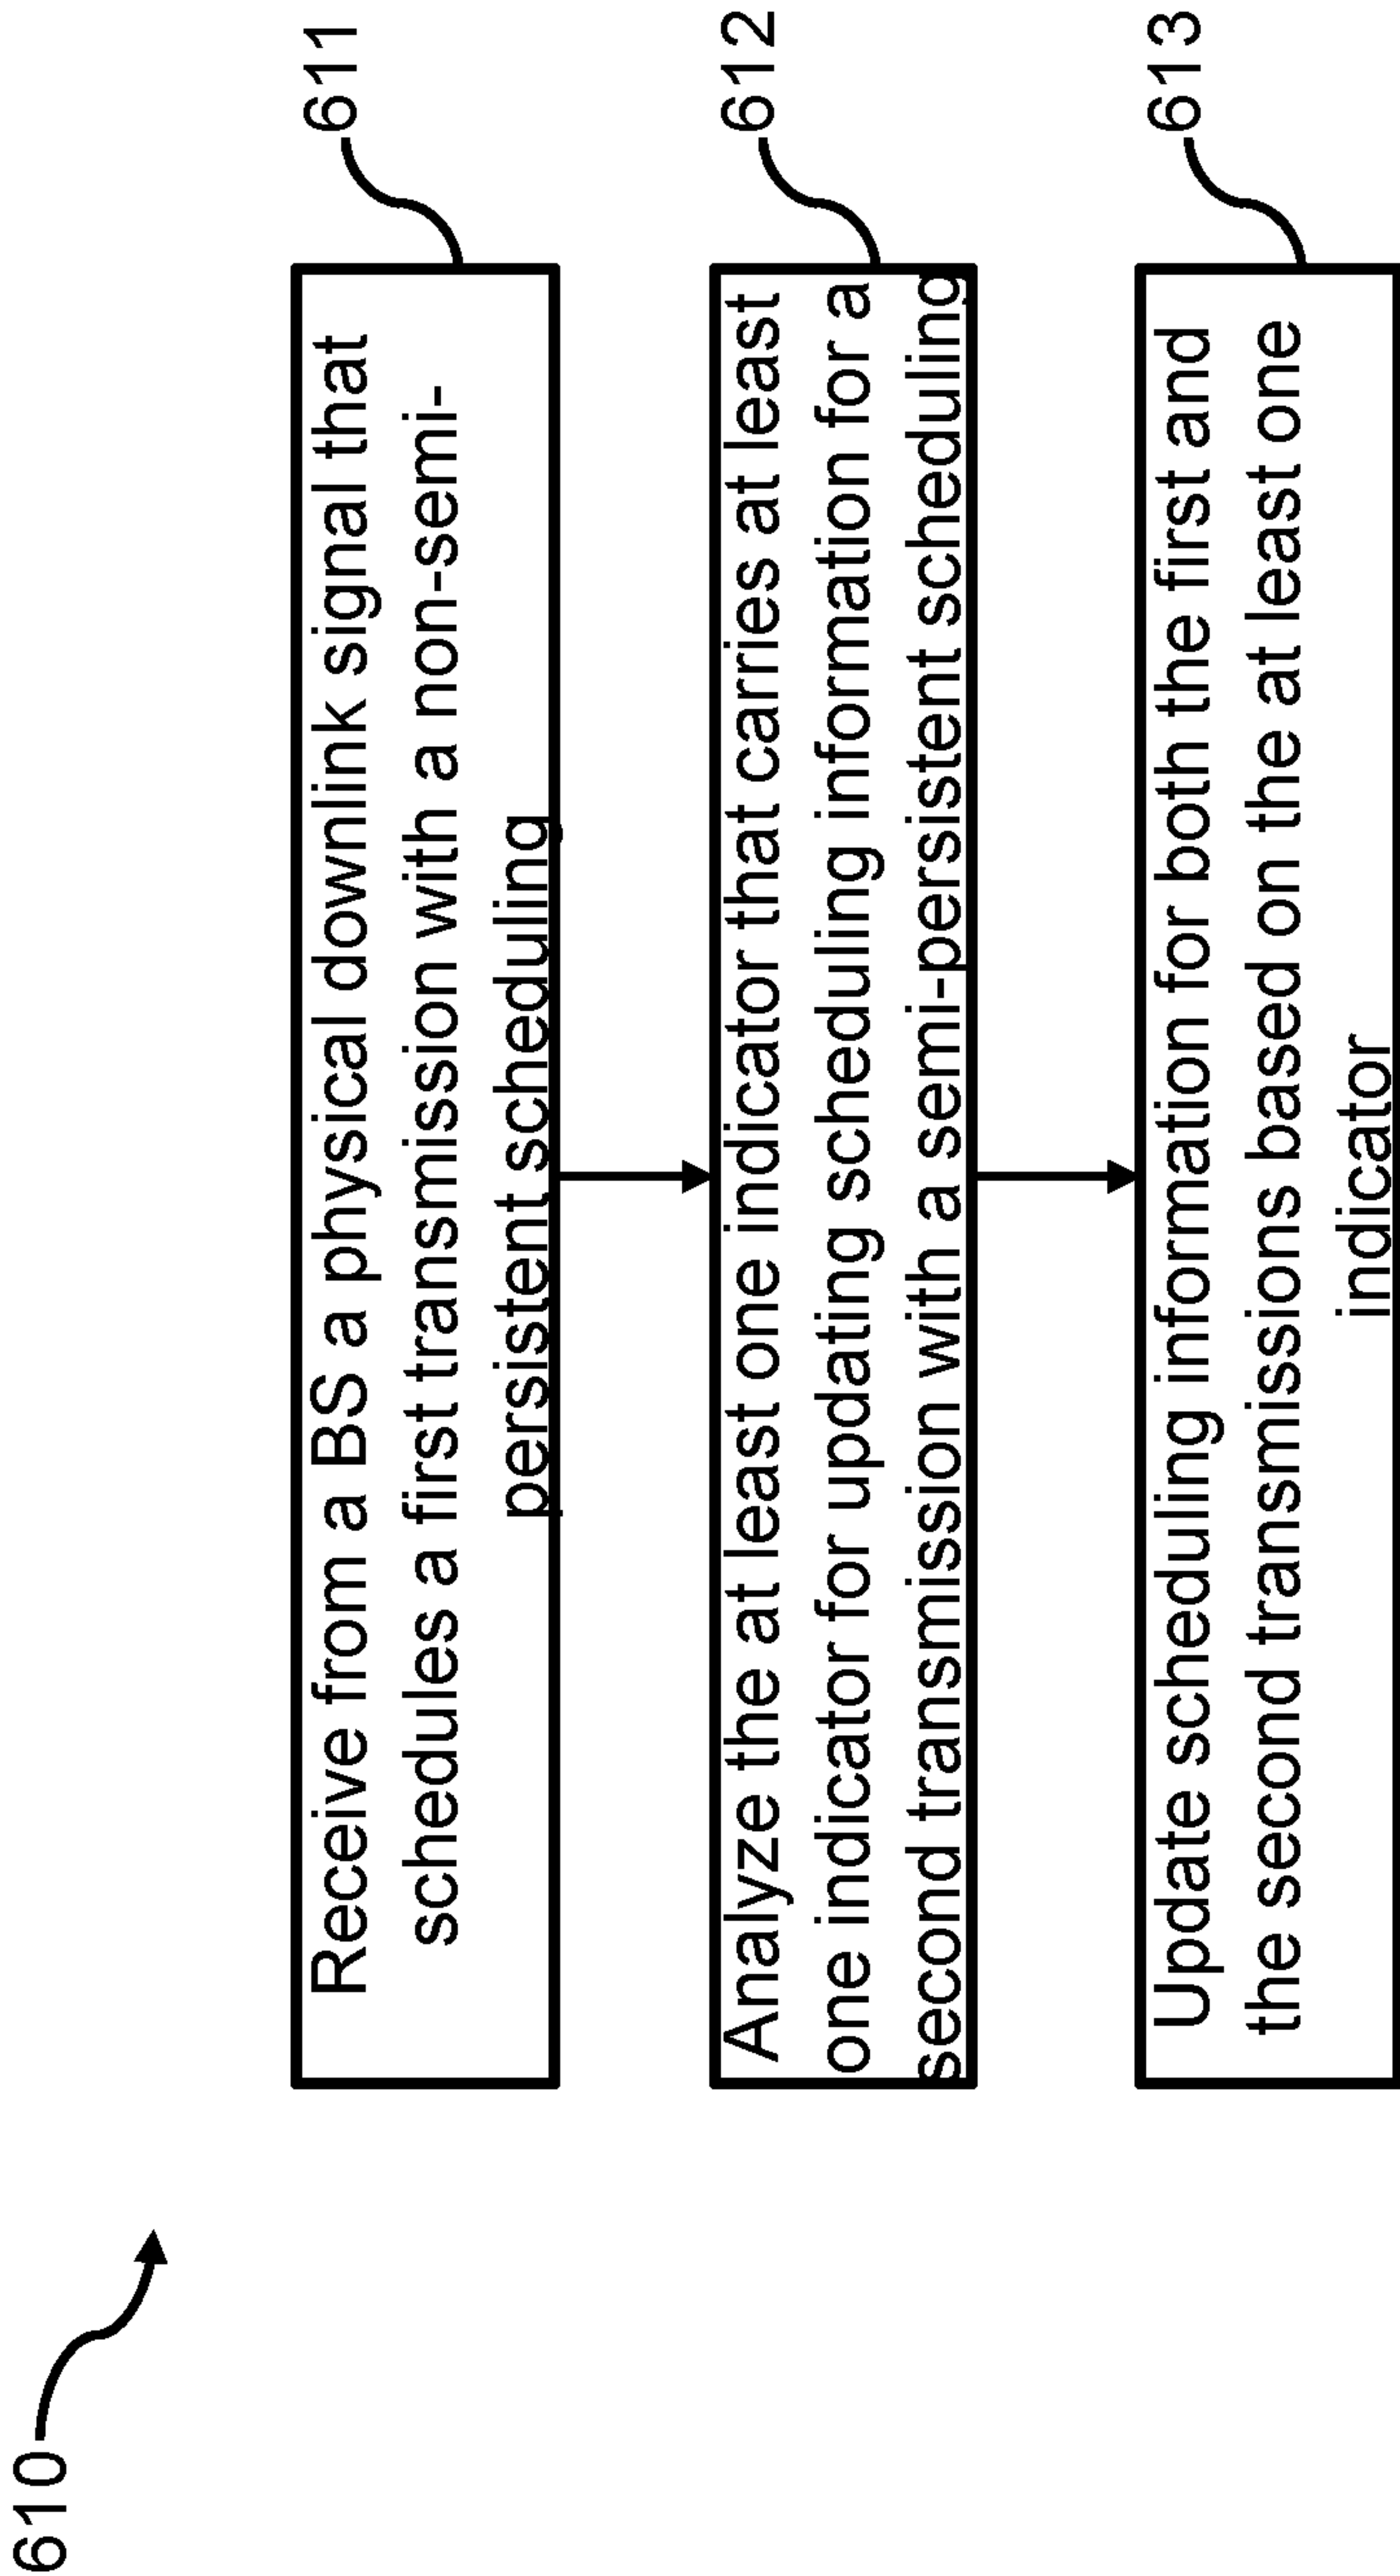 610
Receive from a BS a physical downlink signal that
schedules a first transmission with a non-semi-
persistent scheduling
611
Analyze the at least one indicator that carries at least
one indicator for updating scheduling information for a
second transmission with a semi-persistent scheduling
612
Update scheduling information for both the first and
the second transmissions based on the at least one
indicator
613